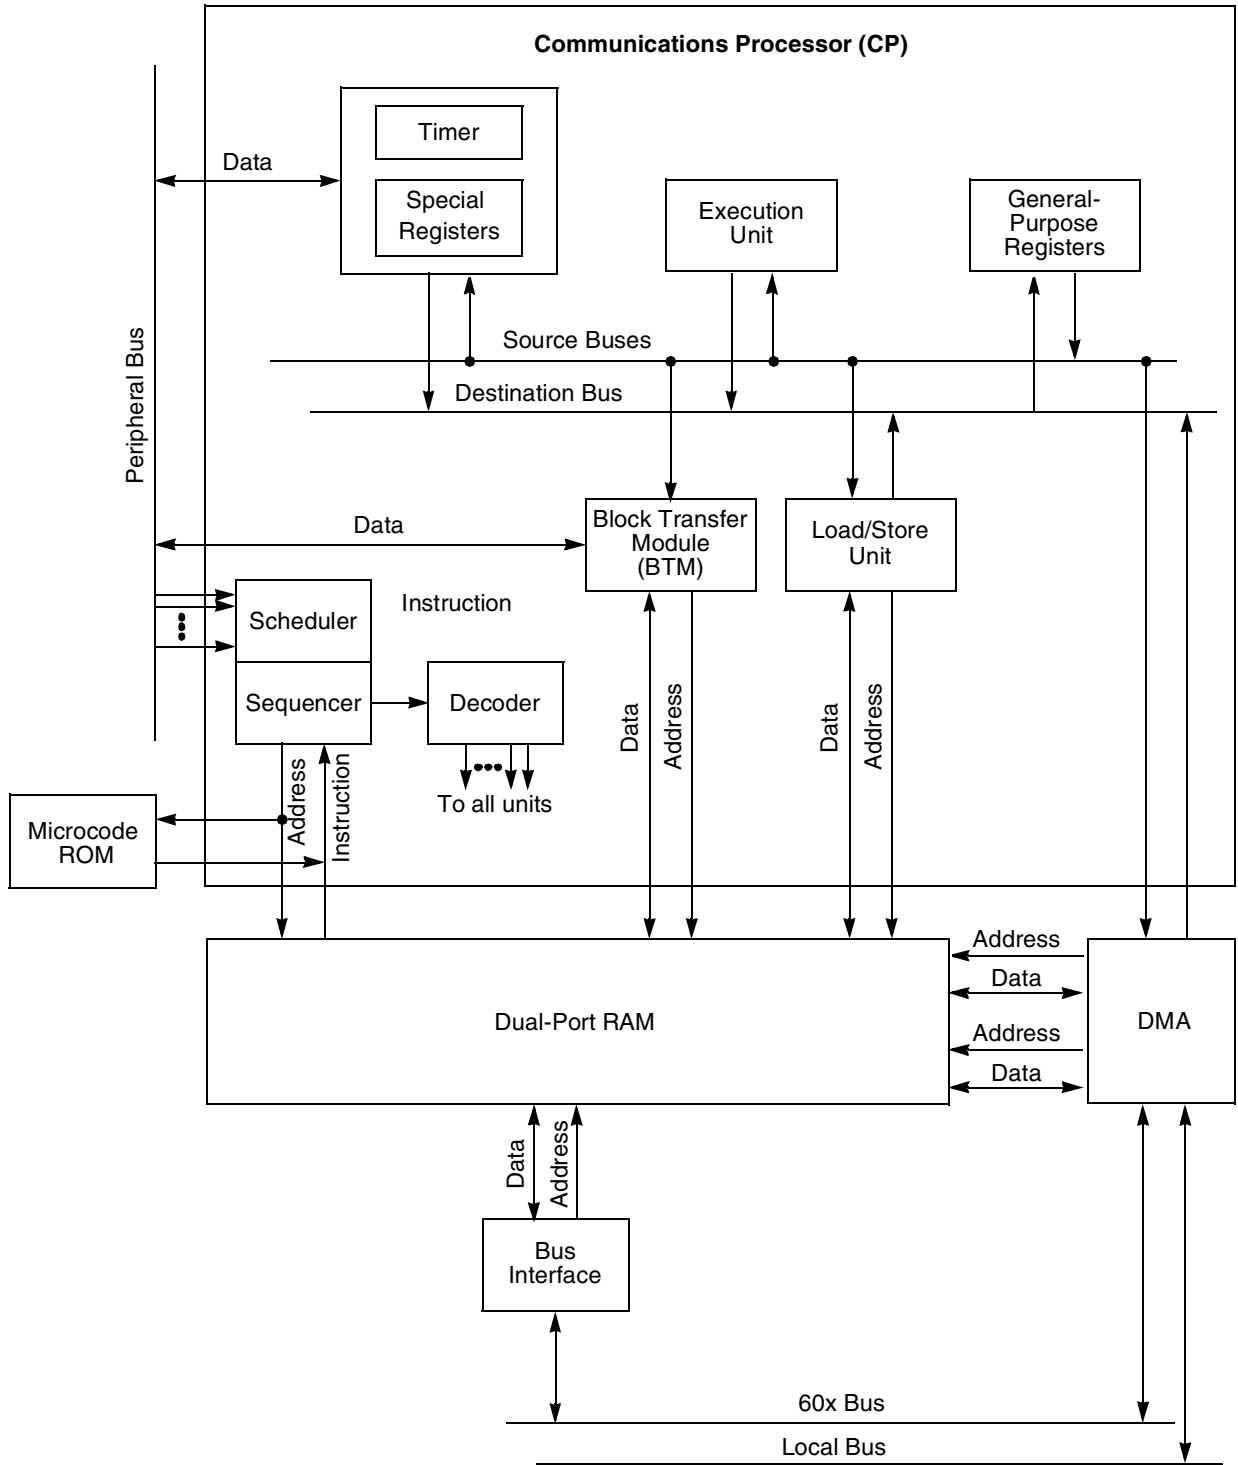 Communications Processor (CP)
Timer
Data
Special
Registers
Execution
Unit
General-
Purpose
Registers
Peripheral Bus
Source Buses
Destination Bus
Data
Block Transfer
Module
(BTM)
Load/Store
Unit
Instruction
Scheduler
Sequencer
Decoder
Data
Address
Data
Address
To all units
Address
Instruction
Microcode
ROM
Address
Data
Dual-Port RAM
DMA
Address
Data
Data
Address
Bus
Interface
60x Bus
Local Bus